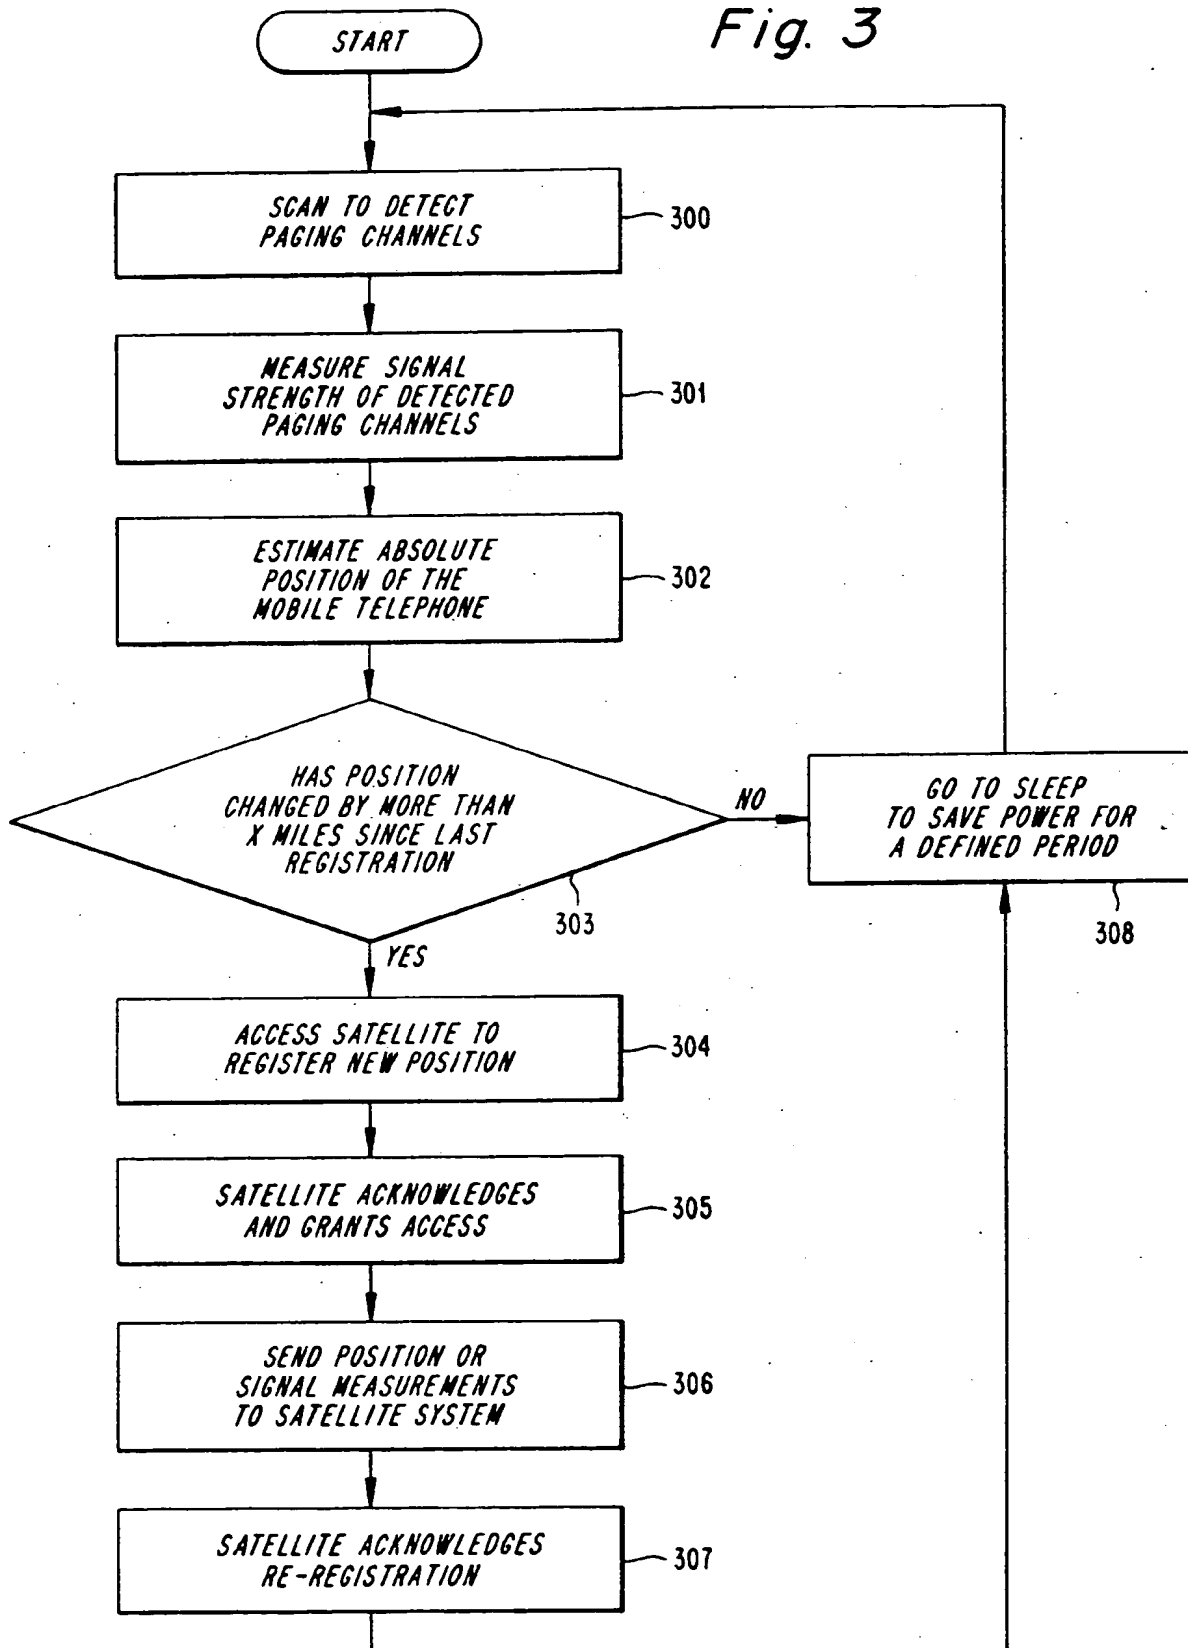 Fig. 3
START
SCAN TO DETECT
PAGING CHANNELS
300
MEASURE SIGNAL
STRENGTH OF DETECTED
PAGING CHANNELS
301
ESTIMATE ABSOLUTE
POSITION OF THE
MOBILE TELEPHONE
302
HAS POSITION
CHANGED BY MORE THAN
X MILES SINCE LAST
REGISTRATION
303
NO
GO TO SLEEP
TO SAVE POWER FOR
A DEFINED PERIOD
308
YES
ACCESS SATELLITE TO
REGISTER NEW POSITION
304
SATELLITE ACKNOWLEDGES
AND GRANTS ACCESS
305
SEND POSITION OR
SIGNAL MEASUREMENTS
TO SATELLITE SYSTEM
306
SATELLITE ACKNOWLEDGES
RE-REGISTRATION
307